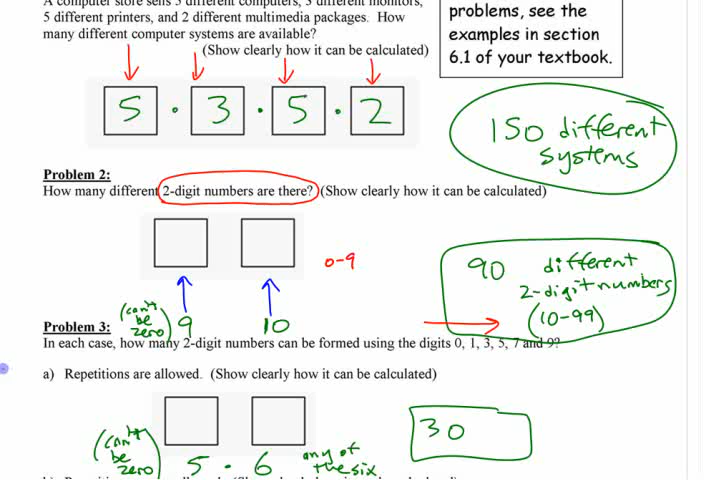 A computer store sells 5 different computers, 3 different monitors,
5 different printers, and 2 different multimedia packages. How
many different computer systems are available?
(Show clearly how it can be calculated)
problems, see the
examples in section
6.1 of your textbook.
5 · 3 · 5 · 2
150 different
systems
Problem 2:
How many different 2-digit numbers are there? (Show clearly how it can be calculated)
0-9
90 different
2-digit numbers
(10-99)
(can't
be
zero)
9 10
Problem 3:
In each case, how many 2-digit numbers can be formed using the digits 0, 1, 3, 5, 7 and 9?
a) Repetitions are allowed. (Show clearly how it can be calculated)
30
(can't
be
zero)
5 · 6
any of
the six